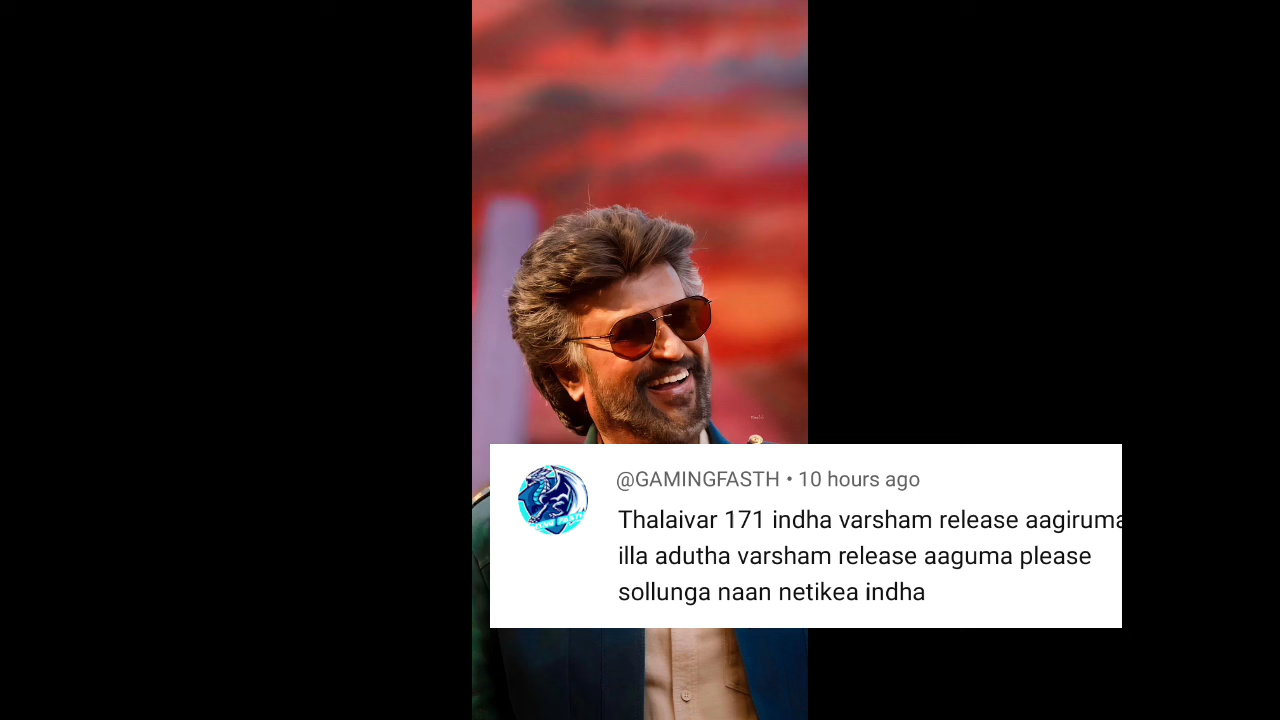 @GAMINGFASTH • 10 hours ago
Thalaivar 171 indha varsham release aagiruma
illa adutha varsham release aaguma please
sollunga naan netikea indha